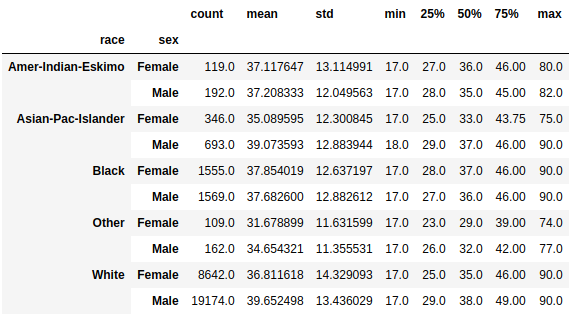 count mean std min 25% 50% 75% max
race sex
Amer-Indian-Eskimo Female 119.0 37.117647 13.114991 17.0 27.0 36.0 46.00 80.0
Male 192.0 37.208333 12.049563 17.0 28.0 35.0 45.00 82.0
Asian-Pac-Islander Female 346.0 35.089595 12.300845 17.0 25.0 33.0 43.75 75.0
Male 693.0 39.073593 12.883944 18.0 29.0 37.0 46.00 90.0
Black Female 1555.0 37.854019 12.637197 17.0 28.0 37.0 46.00 90.0
Male 1569.0 37.682600 12.882612 17.0 27.0 36.0 46.00 90.0
Other Female 109.0 31.678899 11.631599 17.0 23.0 29.0 39.00 74.0
Male 162.0 34.654321 11.355531 17.0 26.0 32.0 42.00 77.0
White Female 8642.0 36.811618 14.329093 17.0 25.0 35.0 46.00 90.0
Male 19174.0 39.652498 13.436029 17.0 29.0 38.0 49.00 90.0